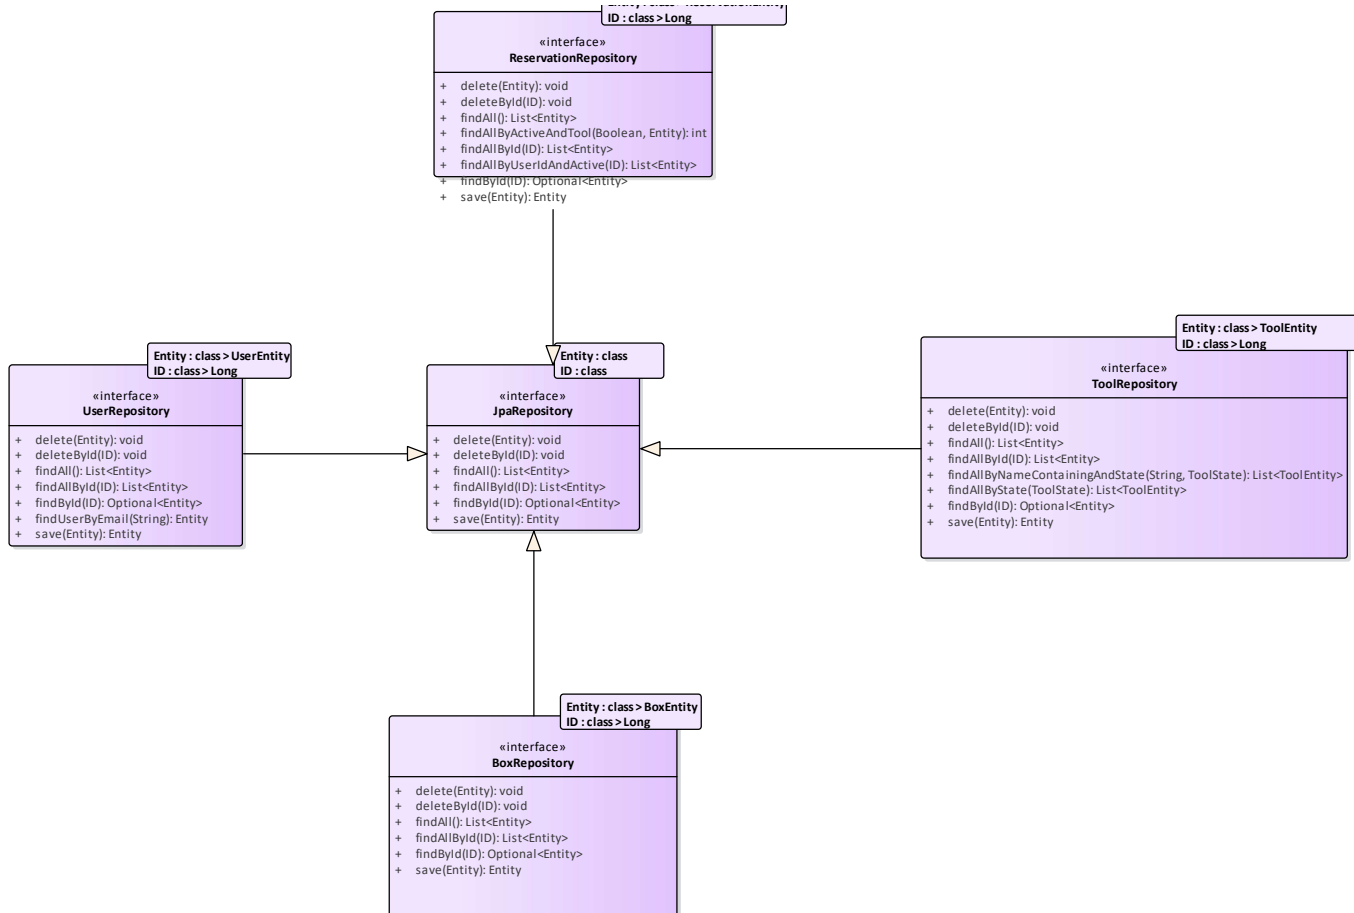 ID : class > Long
«interface»
ReservationRepository
+ delete(Entity): void
+ deleteById(ID): void
+ findAll(): List<Entity>
+ findAllByActiveAndTool(Boolean, Entity): int
+ findAllById(ID): List<Entity>
+ findAllByUserIdAndActive(ID): List<Entity>
+ findById(ID): Optional<Entity>
+ save(Entity): Entity
Entity : class > UserEntity
ID : class > Long
«interface»
UserRepository
+ delete(Entity): void
+ deleteById(ID): void
+ findAll(): List<Entity>
+ findAllById(ID): List<Entity>
+ findById(ID): Optional<Entity>
+ findUserByEmail(String): Entity
+ save(Entity): Entity
Entity : class
ID : class
«interface»
JpaRepository
+ delete(Entity): void
+ deleteById(ID): void
+ findAll(): List<Entity>
+ findAllById(ID): List<Entity>
+ findById(ID): Optional<Entity>
+ save(Entity): Entity
Entity : class > ToolEntity
ID : class > Long
«interface»
ToolRepository
+ delete(Entity): void
+ deleteById(ID): void
+ findAll(): List<Entity>
+ findAllById(ID): List<Entity>
+ findAllByNameContainingAndState(String, ToolState): List<ToolEntity>
+ findAllByState(ToolState): List<ToolEntity>
+ findById(ID): Optional<Entity>
+ save(Entity): Entity
Entity : class > BoxEntity
ID : class > Long
«interface»
BoxRepository
+ delete(Entity): void
+ deleteById(ID): void
+ findAll(): List<Entity>
+ findAllById(ID): List<Entity>
+ findById(ID): Optional<Entity>
+ save(Entity): Entity